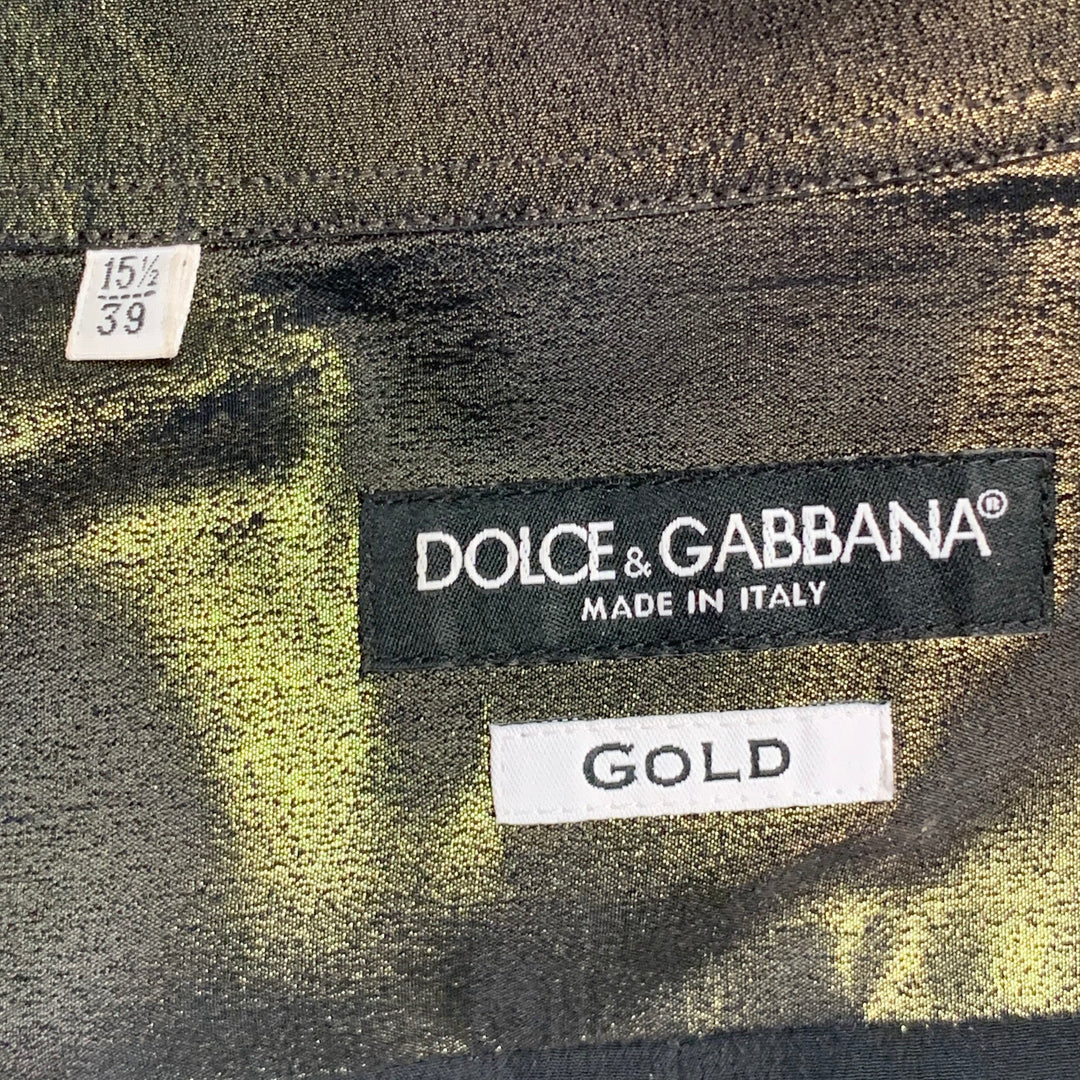 15½
39
DOLCE & GABBANA®
MADE IN ITALY
GOLD